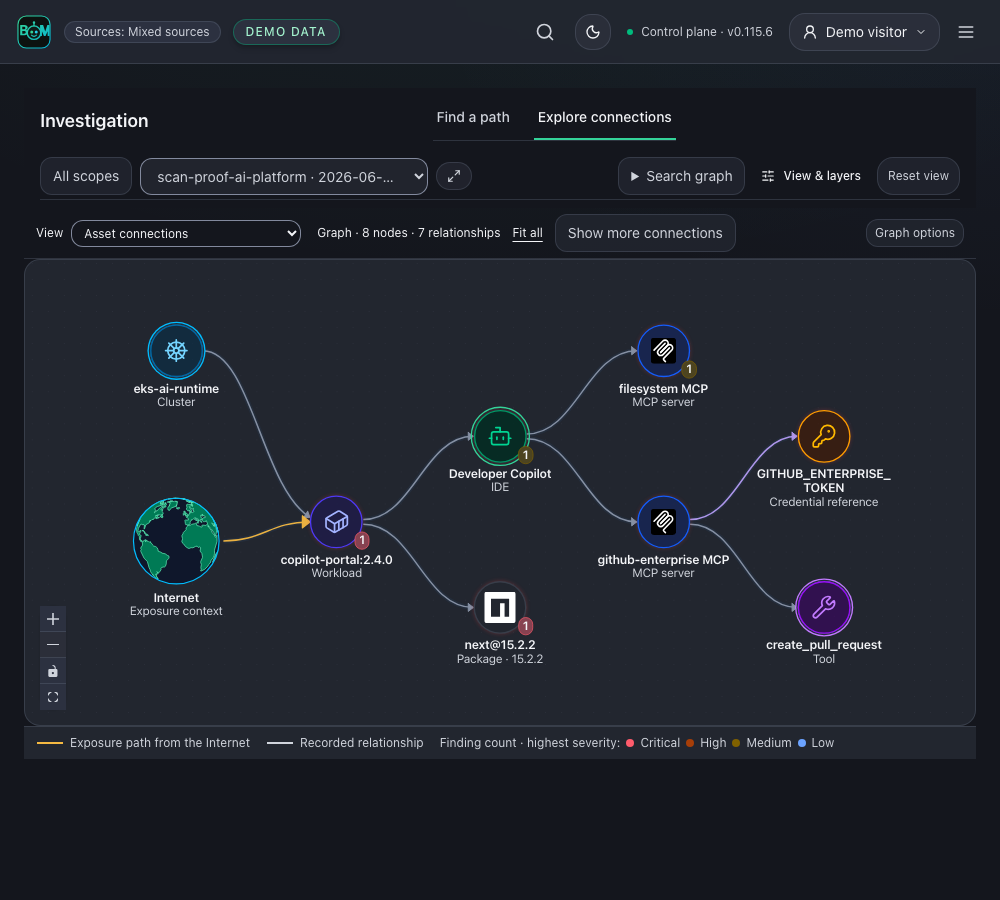 BOM
Sources: Mixed sources
DEMO DATA
Control plane · v0.115.6
Demo visitor
Investigation
Find a path
Explore connections
All scopes
scan-proof-ai-platform · 2026-06-...
Search graph
View & layers
Reset view
View
Asset connections
Graph · 8 nodes · 7 relationships
Fit all
Show more connections
Graph options
eks-ai-runtime
Cluster
1
filesystem MCP
MCP server
1
Developer Copilot
IDE
GITHUB_ENTERPRISE_
TOKEN
Credential reference
1
copilot-portal:2.4.0
Workload
github-enterprise MCP
MCP server
Internet
Exposure context
1
next@15.2.2
Package · 15.2.2
create_pull_request
Tool
Exposure path from the Internet
Recorded relationship
Finding count · highest severity:
Critical
High
Medium
Low